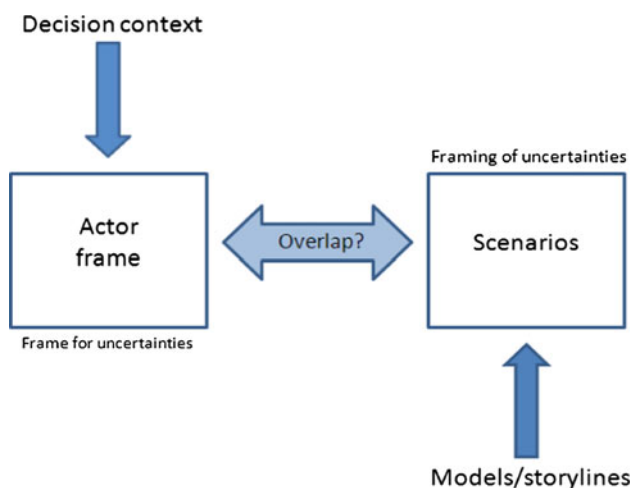 Decision context
Framing of uncertainties
Actor
frame
Overlap?
Scenarios
Frame for uncertainties
Models/storylines